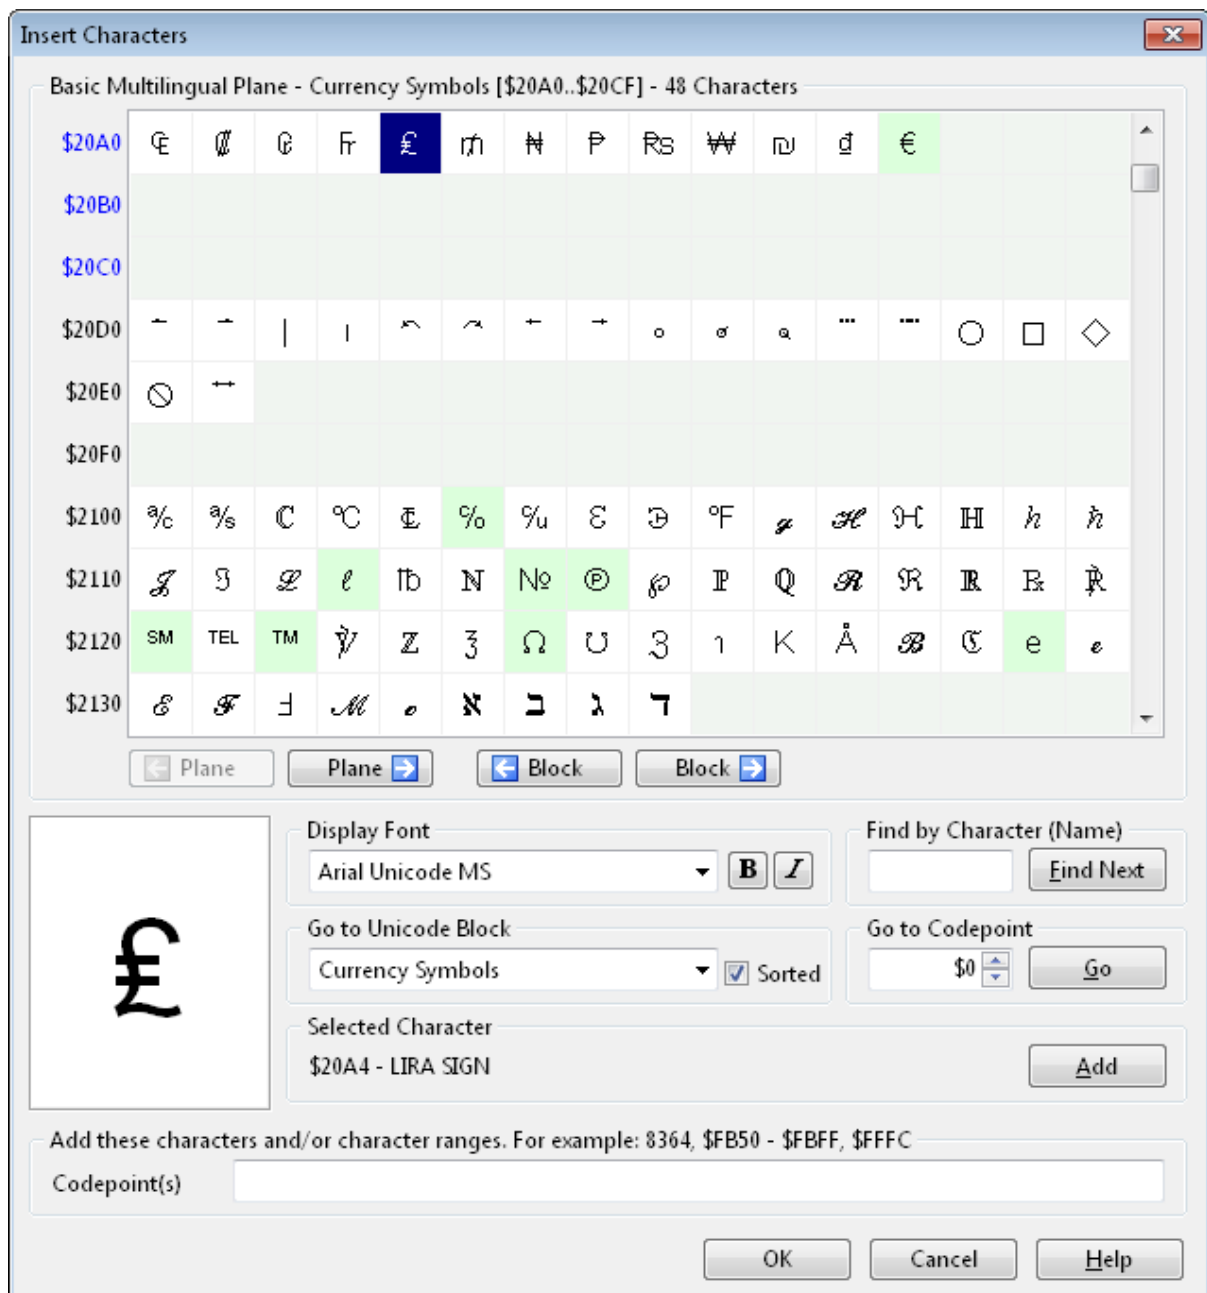 Insert Characters
Basic Multilingual Plane - Currency Symbols [$20A0..$20CF] - 48 Characters
$20A0 ₠ ₡ ₢ ₣ ₤ ₥ ₦ ₧ ₨ ₩ ₪ ₫ €
$20B0
$20C0
$20D0
$20E0
$20F0
$2100 ℀ ℁ ℂ ℃ ℄ ℅ ℆ ℇ ℈ ℉ ℊ ℋ ℌ ℍ ℎ ℏ
$2110 ℐ ℑ ℒ ℓ ℔ ℕ № ℗ ℘ ℙ ℚ ℛ ℜ ℝ ℞ ℟
$2120 ℠ ℡ ™ ℣ ℤ ℥ Ω ℧ ℨ ℩ K Å ℬ ℭ ℮ ℯ
$2130 ℰ ℱ Ⅎ ℳ ℴ ℵ ℶ ℷ ℸ
Plane Plane Block Block
Display Font
Arial Unicode MS B I
Find by Character (Name)
Find Next
Go to Unicode Block
Currency Symbols Sorted
Go to Codepoint
$0 Go
₤
Selected Character
$20A4 - LIRA SIGN Add
Add these characters and/or character ranges. For example: 8364, $FB50 - $FBFF, $FFFC
Codepoint(s)
OK Cancel Help